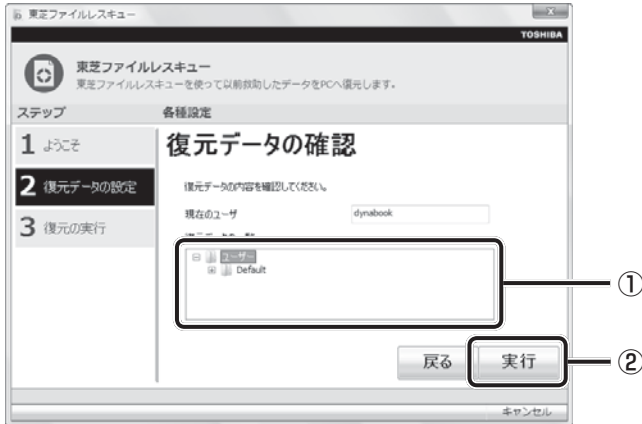 東芝ファイルレスキュー
TOSHIBA
東芝ファイルレスキュー
東芝ファイルレスキューを使って以前救助したデータをPCへ復元します。
ステップ
各種設定
1 ようこそ
2 復元データの設定
3 復元の実行
復元データの確認
復元データの内容を確認してください。
現在のユーザ
dynabook
ユーザー
Default
①
戻る
実行
②
キャンセル